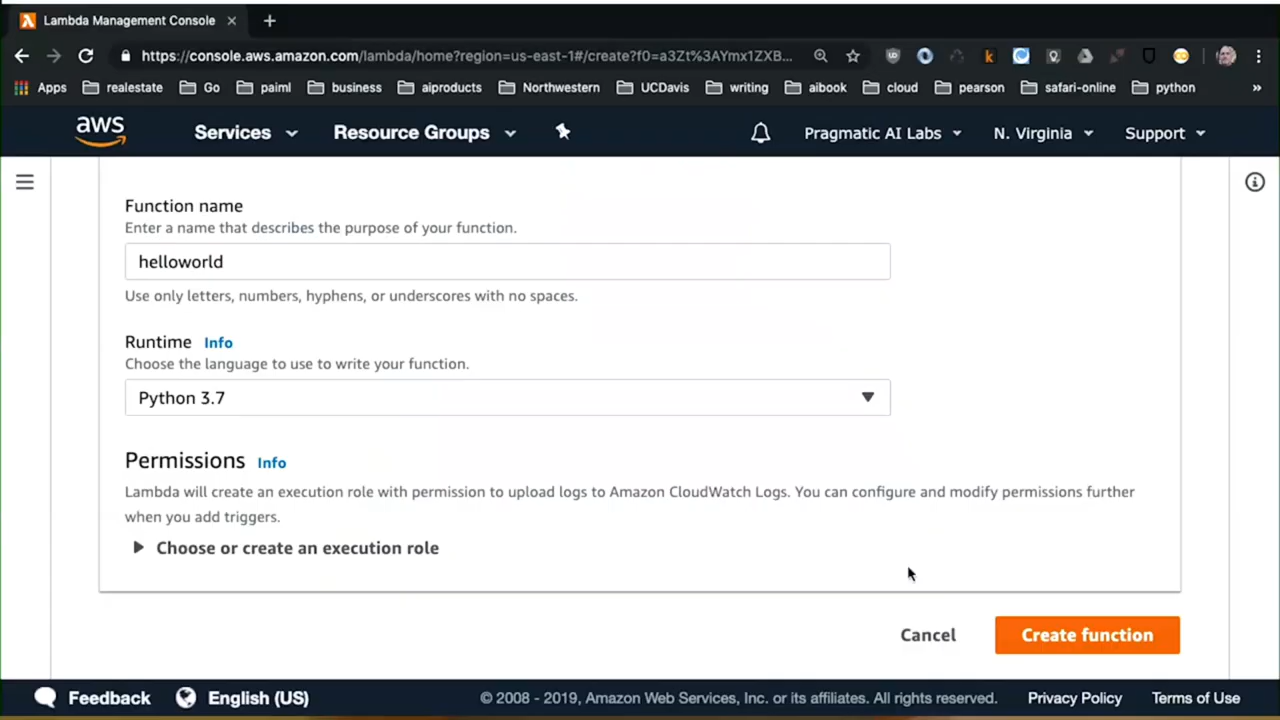 Lambda Management Console
https://console.aws.amazon.com/lambda/home?region=us-east-1#/create?f0=a3Zt%3AYmx1ZXB...
Apps realestate Go paiml business aiproducts Northwestern UCDavis writing aibook cloud pearson safari-online python »
aws Services Resource Groups Pragmatic AI Labs N. Virginia Support
Function name
Enter a name that describes the purpose of your function.
helloworld
Use only letters, numbers, hyphens, or underscores with no spaces.
Runtime Info
Choose the language to use to write your function.
Python 3.7
Permissions Info
Lambda will create an execution role with permission to upload logs to Amazon CloudWatch Logs. You can configure and modify permissions further
when you add triggers.
Choose or create an execution role
Cancel Create function
Feedback English (US) © 2008 - 2019, Amazon Web Services, Inc. or its affiliates. All rights reserved. Privacy Policy Terms of Use